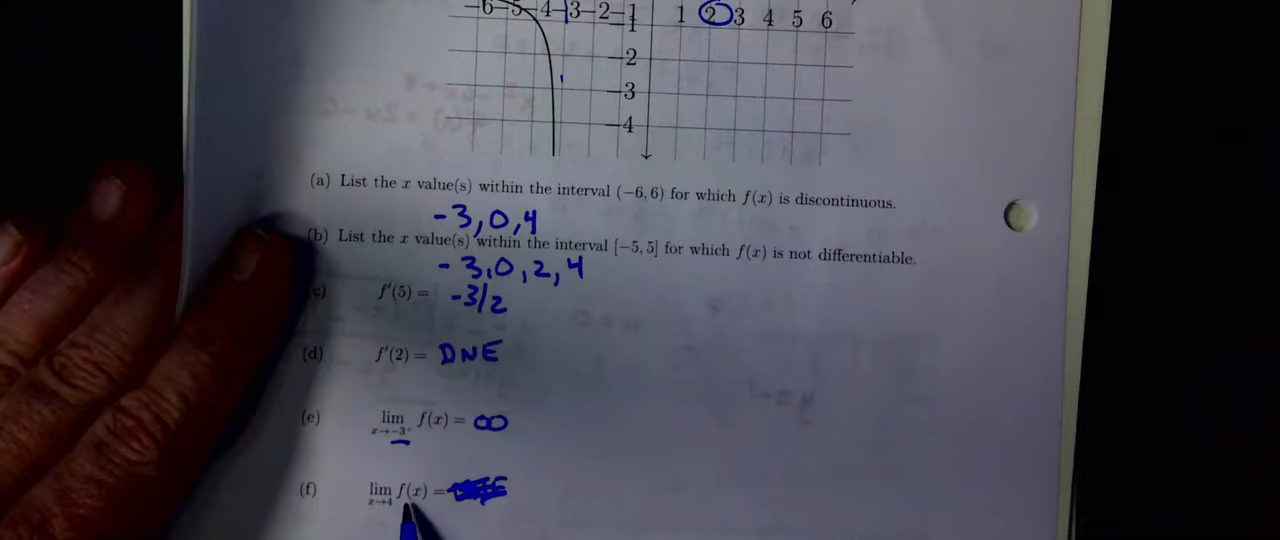 -6-5-4-3-2-1 1 2 3 4 5 6
-1
-2
-3
-4
(a) List the x value(s) within the interval (−6, 6) for which f(x) is discontinuous.
-3,0,4
(b) List the x value(s) within the interval [−5, 5] for which f(x) is not differentiable.
-3,0,2,4
(c) f′(5) = -3/2
(d) f′(2) = DNE
(e) lim x→−3⁺ f(x) = ∞
(f) lim x→4 f(x) =